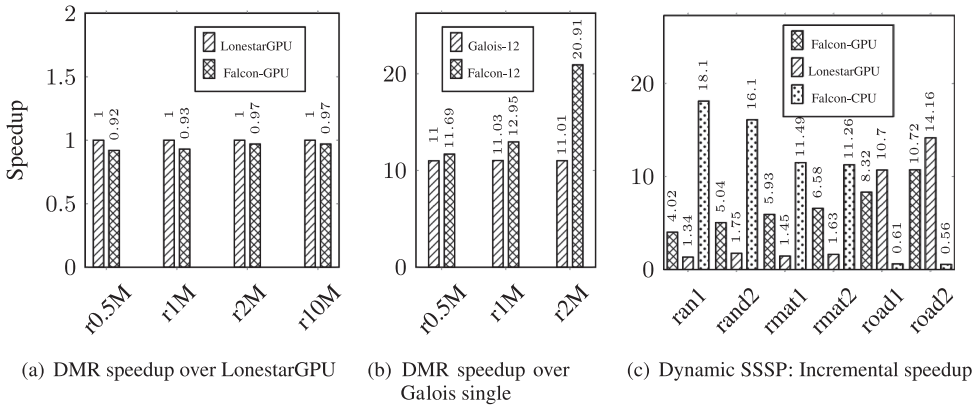 Speedup
2
1.5
1
0.5
0
LonestarGPU
Falcon-GPU
1
0.92
1
0.93
1
0.97
1
0.97
r0.5M
r1M
r2M
r10M
(a) DMR speedup over LonestarGPU
20
10
0
Galois-12
Falcon-12
11
11.69
11.03
12.95
11.01
20.91
r0.5M
r1M
r2M
(b) DMR speedup over
Galois single
20
10
0
Falcon-GPU
LonestarGPU
Falcon-CPU
4.02
1.34
18.1
5.04
1.75
16.1
5.93
1.45
11.49
6.58
1.63
11.26
8.32
10.7
0.61
10.72
14.16
0.56
ran1
rand2
rmat1
rmat2
road1
road2
(c) Dynamic SSSP: Incremental speedup